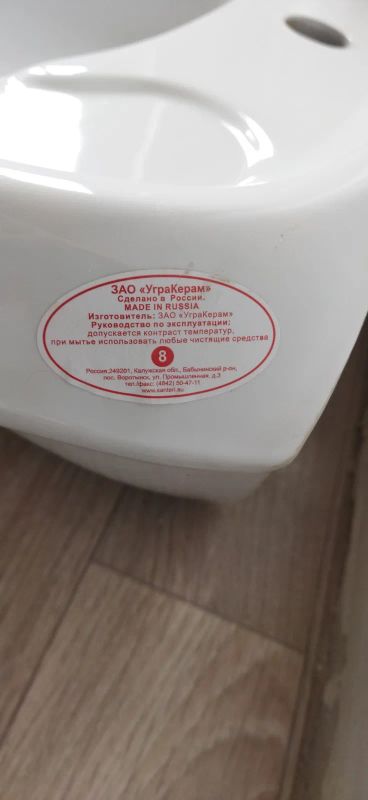 ЗАО «УграКерам»
Сделано в России.
MADE IN RUSSIA
Изготовитель: ЗАО «УграКерам»
Руководство по эксплуатации:
допускается контраст температур,
при мытье использовать любые чистящие средства
8
Россия,249201, Калужская обл., Бабынинский р-он,
пос. Воротынск, ул. Промышленная, д.3
тел./факс: (4842) 50-47-11
www.santeri.su